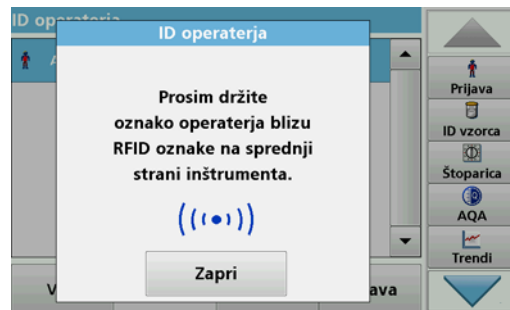 ID operaterja
ID operaterja
Prosim držite
oznako operaterja blizu
RFID oznake na sprednji
strani inštrumenta.
Zapri
Prijava
ID vzorca
Štoparica
AQA
Trendi